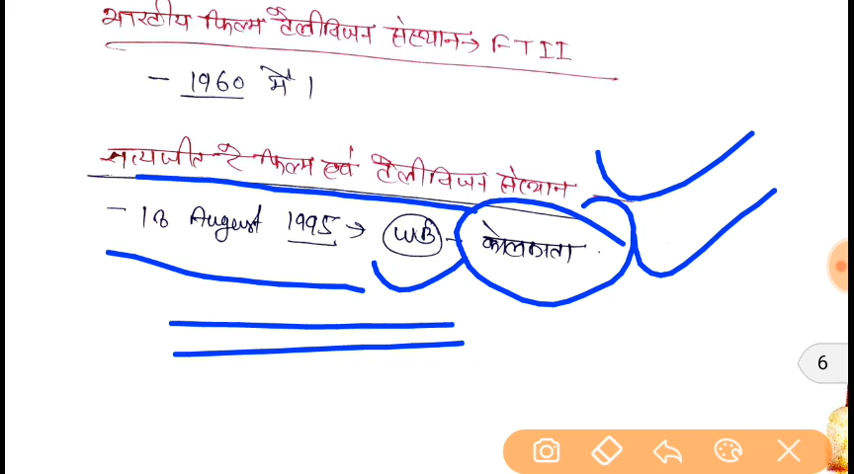 भारतीय फिल्म टेलीविजन संस्थान→ FTII
- 1960 में।
सत्यजीत रे फिल्म एवं टेलीविजन संस्थान
- 18 August 1995 → WB - कोलकाता
6